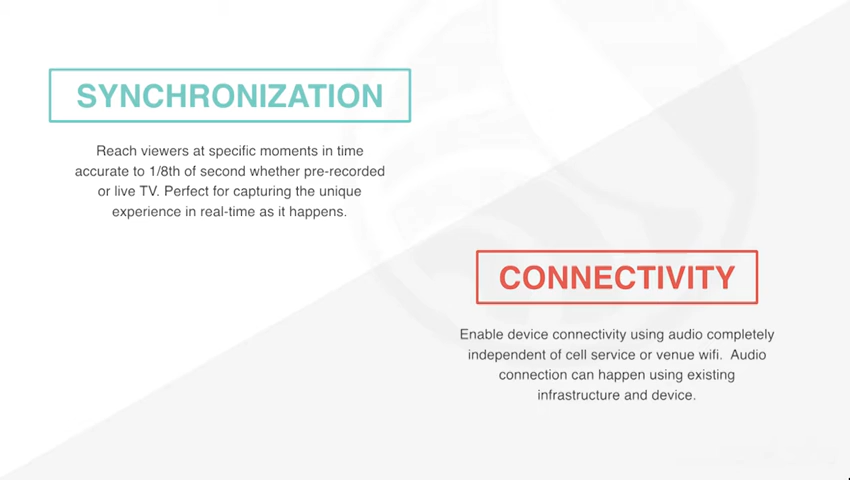 SYNCHRONIZATION
Reach viewers at specific moments in time
accurate to 1/8th of second whether pre-recorded
or live TV. Perfect for capturing the unique
experience in real-time as it happens.
CONNECTIVITY
Enable device connectivity using audio completely
independent of cell service or venue wifi.  Audio
connection can happen using existing
infrastructure and device.